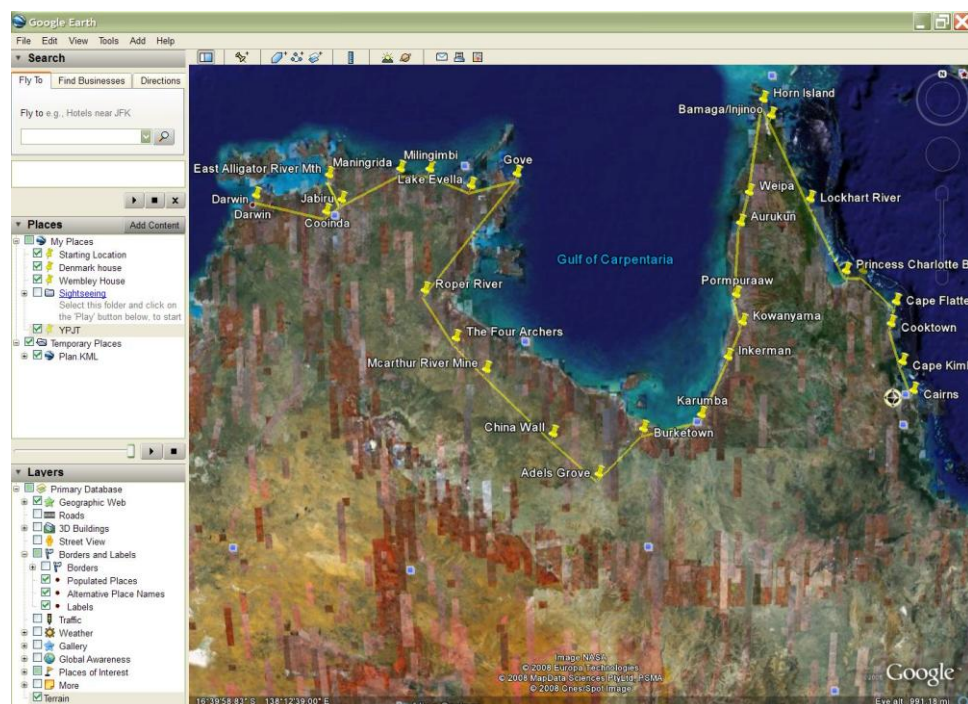 Google Earth
File Edit View Tools Add Help
Search
Fly To Find Businesses Directions
Fly to e.g., Hotels near JFK
Places Add Content
My Places
Starting Location
Denmark house
Wembley House
Sightseeing
Select this folder and click on
the 'Play' button below, to start
YPJT
Temporary Places
Plan.KML
Layers
Primary Database
Geographic Web
Roads
3D Buildings
Street View
Borders and Labels
Borders
Populated Places
Alternative Place Names
Labels
Traffic
Weather
Gallery
Global Awareness
Places of Interest
More
Terrain
N
Horn Island
Bamaga/Injinoo
Milingimbi
Maningrida
Gove
East Alligator River Mth
Lake Evella
Weipa
Jabiru
Lockhart River
Darwin
Darwin
Cooinda
Aurukun
Gulf of Carpentaria
Princess Charlotte B
Pormpuraaw
Roper River
Cape Flatte
Kowanyama
Cooktown
The Four Archers
Inkerman
Mcarthur River Mine
Cape Kim
Cairns
Karumba
China Wall
Burketown
Adels Grove
Image NASA
© 2008 Europa Technologies
© 2008 MapData Sciences PtyLtd, PSMA
© 2008 Cnes/Spot Image
Google
16°39'58.83" S 138°12'39.00" E
Eye alt 991.18 mi